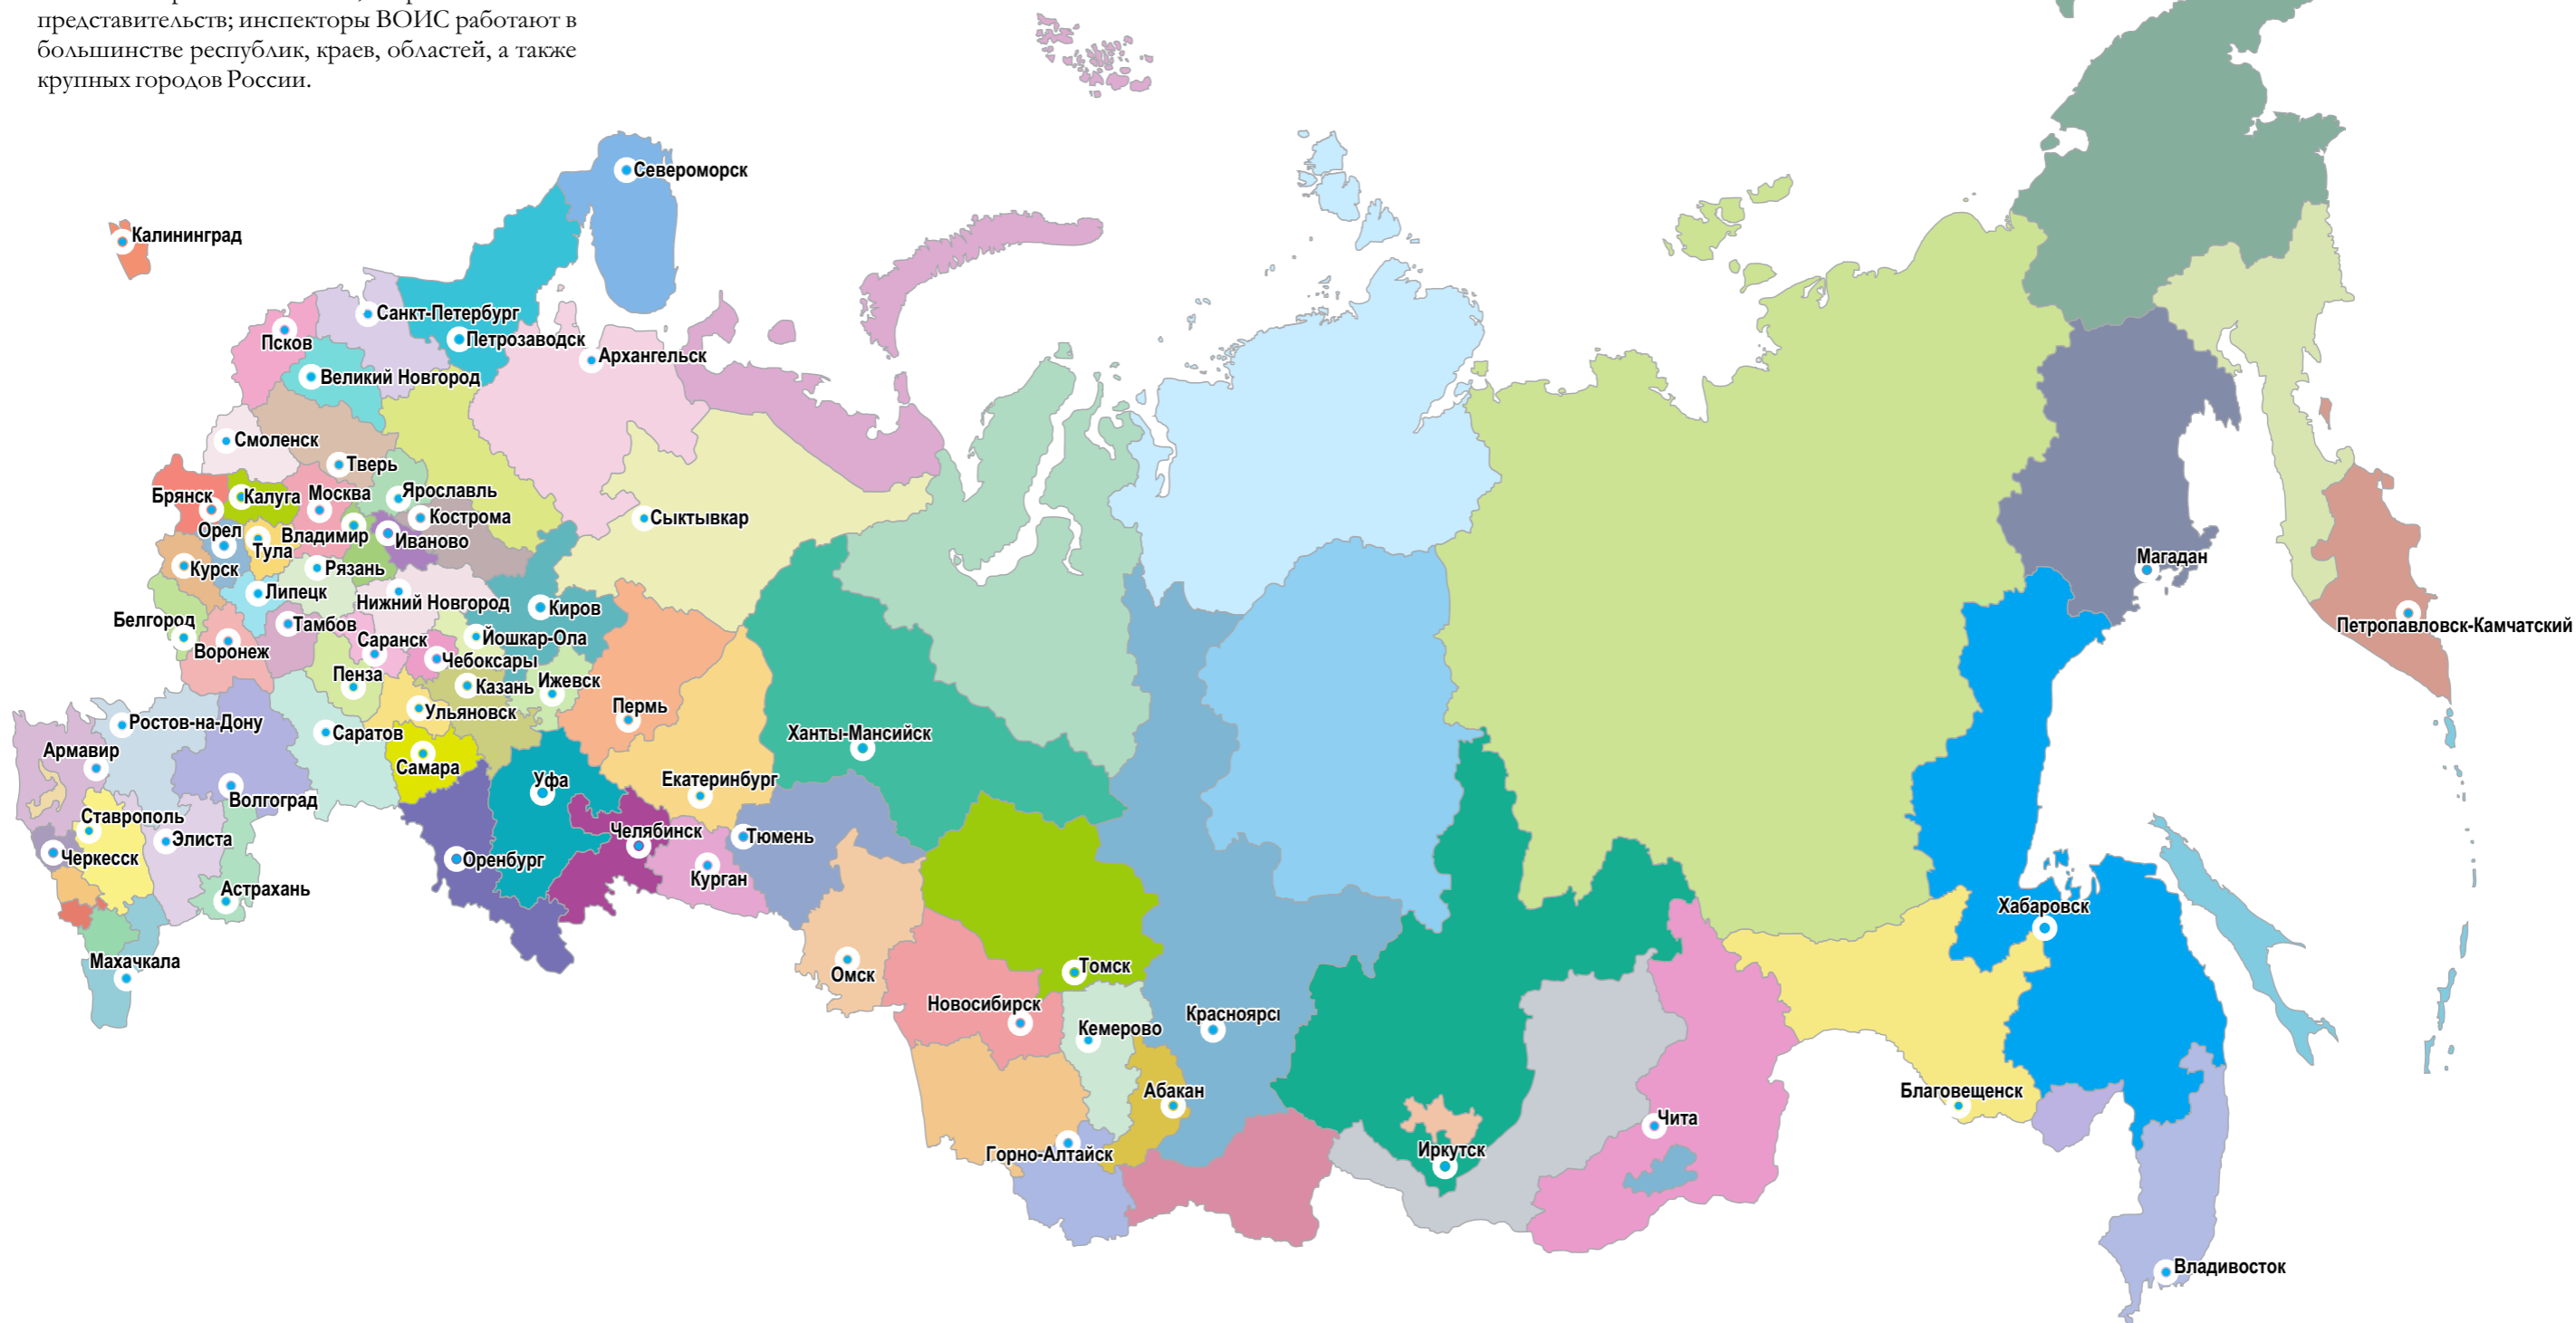 представительств; инспекторы ВОИС работают в
большинстве республик, краев, областей, а также
крупных городов России.
Североморск
Калининград
Санкт-Петербург
Псков
Петрозаводск
Архангельск
Великий Новгород
Смоленск
Тверь
Брянск
Калуга
Москва
Ярославль
Кострома
Сыктывкар
Орел
Тула
Владимир
Иваново
Магадан
Курск
Рязань
Липецк
Нижний Новгород
Киров
Белгород
Тамбов
Саранск
Йошкар-Ола
Петропавловск-Камчатский
Воронеж
Чебоксары
Пенза
Казань
Ижевск
Ульяновск
Пермь
Ростов-на-Дону
Саратов
Ханты-Мансийск
Армавир
Самара
Уфа
Екатеринбург
Волгоград
Ставрополь
Элиста
Челябинск
Тюмень
Черкесск
Оренбург
Курган
Астрахань
Хабаровск
Махачкала
Омск
Томск
Новосибирск
Кемерово
Красноярс
Абакан
Благовещенск
Чита
Горно-Алтайск
Иркутск
Владивосток